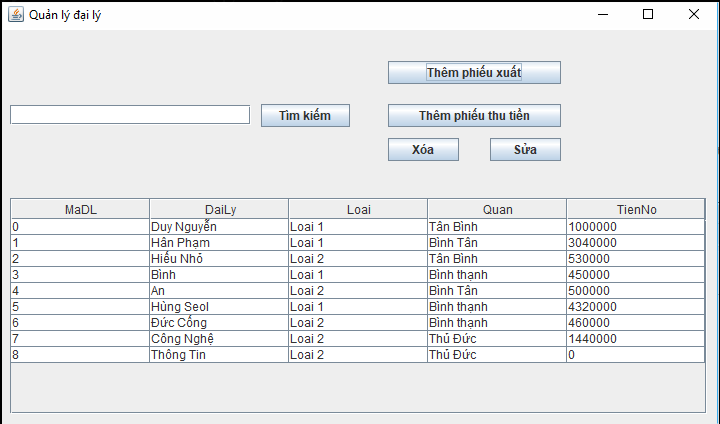 Quản lý đại lý
Thêm phiếu xuất
Tìm kiếm Thêm phiếu thu tiền
Xóa Sửa
MaDL DaiLy Loai Quan TienNo
0 Duy Nguyễn Loai 1 Tân Bình 1000000
1 Hân Phạm Loai 1 Bình Tân 3040000
2 Hiếu Nhỏ Loai 2 Tân Bình 530000
3 Bình Loai 1 Bình thạnh 450000
4 An Loai 2 Bình Tân 500000
5 Hùng Seol Loai 1 Bình thạnh 4320000
6 Đức Cống Loai 2 Bình thạnh 460000
7 Công Nghệ Loai 2 Thủ Đức 1440000
8 Thông Tin Loai 2 Thủ Đức 0